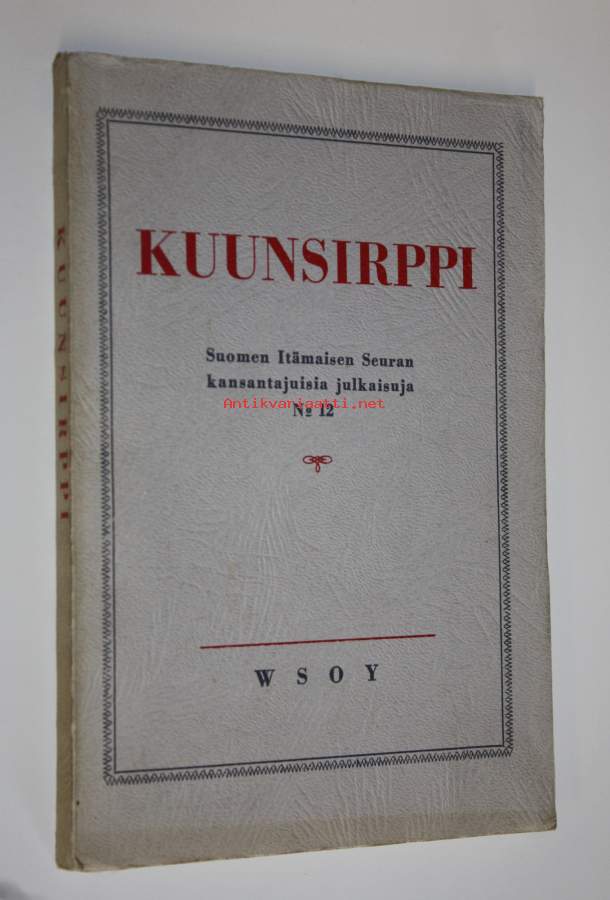 KUUNSIRPPI
KUUNSIRPPI
Suomen Itämaisen Seuran
kansantajuisia julkaisuja
Antikvariaatti.net
No 12
WSOY